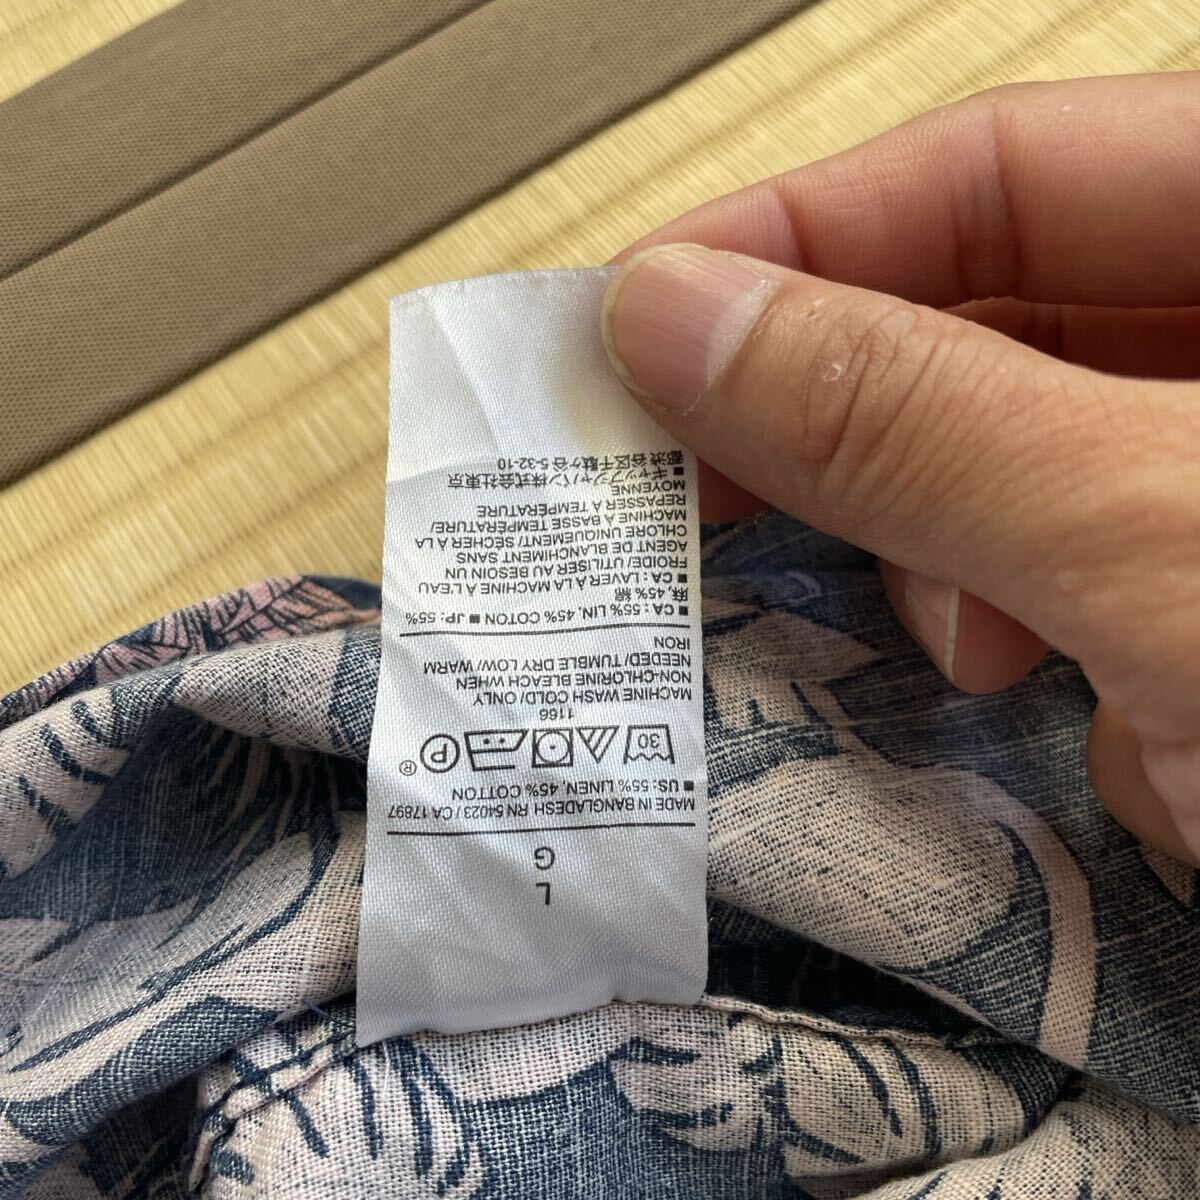 L
G
MADE IN BANGLADESH RN 54023 / CA 17897
■ US: 55% LINEN, 45% COTTON
30 P ®
1166
MACHINE WASH COLD/ ONLY
NON-CHLORINE BLEACH WHEN
NEEDED/ TUMBLE DRY LOW/ WARM
IRON
■ CA : 55% LIN, 45% COTON ■ JP: 55%
麻, 45% 綿
■ CA : LAVER À LA MACHINE À L'EAU
FROIDE/ UTILISER AU BESOIN UN
AGENT DE BLANCHIMENT SANS
CHLORE UNIQUEMENT/ SÉCHER À LA
MACHINE À BASSE TEMPÉRATURE/
REPASSER À TEMPÉRATURE
MOYENNE
■ ギャップジャパン株式会社東京
都渋谷区千駄ヶ谷 5-32-10